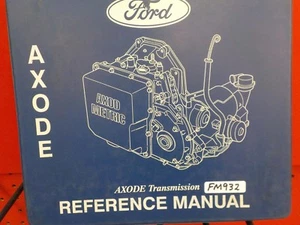 Ford
AXODE
AXOD
METRIC
AXODE Transmission FM932
REFERENCE MANUAL